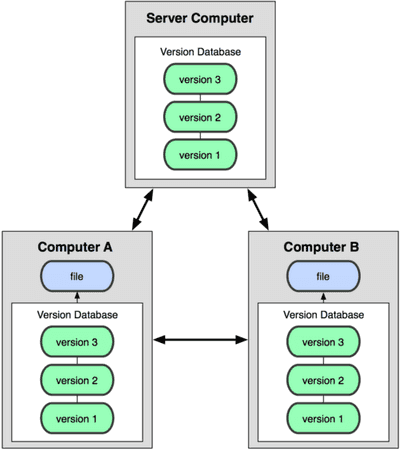 Server Computer
Version Database
version 3
version 2
version 1
Computer A
file
Version Database
version 3
version 2
version 1
Computer B
file
Version Database
version 3
version 2
version 1